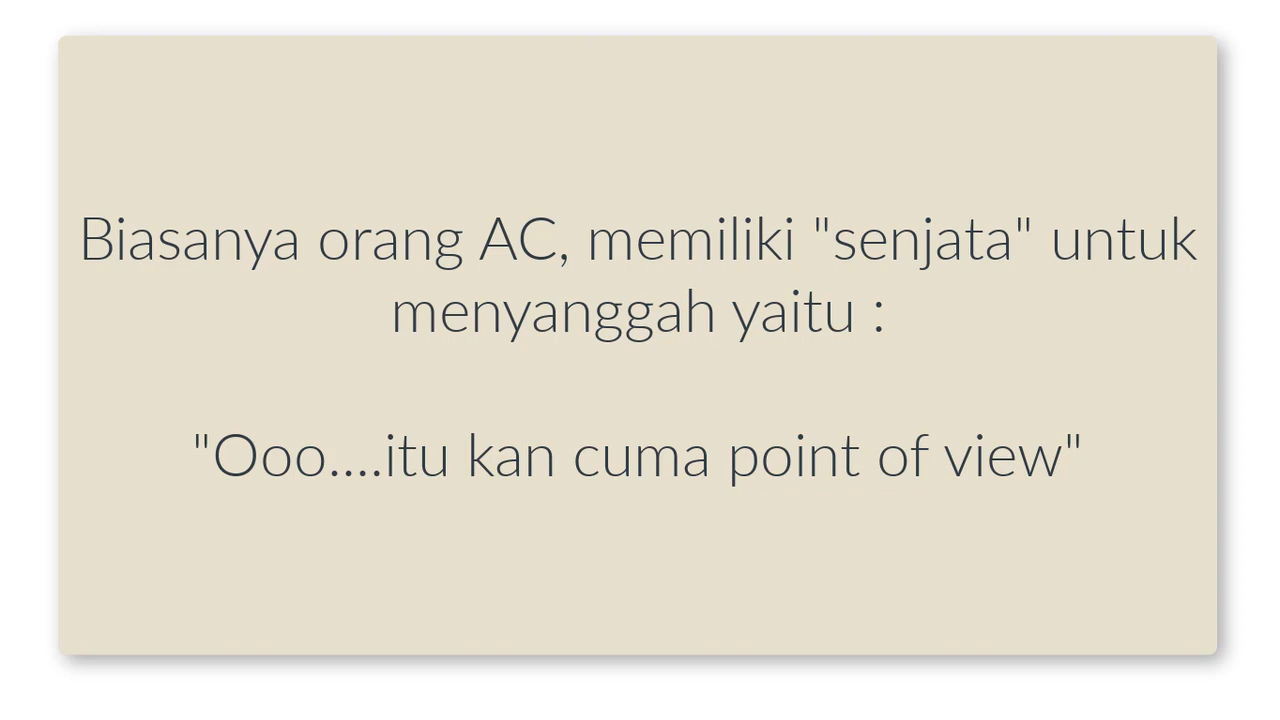 Biasanya orang AC, memiliki "senjata" untuk
menyanggah yaitu :
"Ooo....itu kan cuma point of view"